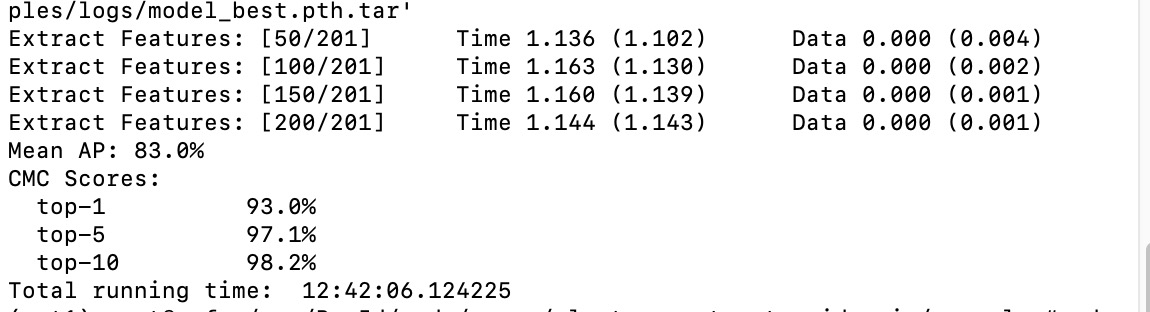 ples/logs/model_best.pth.tar'
Extract Features: [50/201] Time 1.136 (1.102) Data 0.000 (0.004)
Extract Features: [100/201] Time 1.163 (1.130) Data 0.000 (0.002)
Extract Features: [150/201] Time 1.160 (1.139) Data 0.000 (0.001)
Extract Features: [200/201] Time 1.144 (1.143) Data 0.000 (0.001)
Mean AP: 83.0%
CMC Scores:
top-1 93.0%
top-5 97.1%
top-10 98.2%
Total running time: 12:42:06.124225